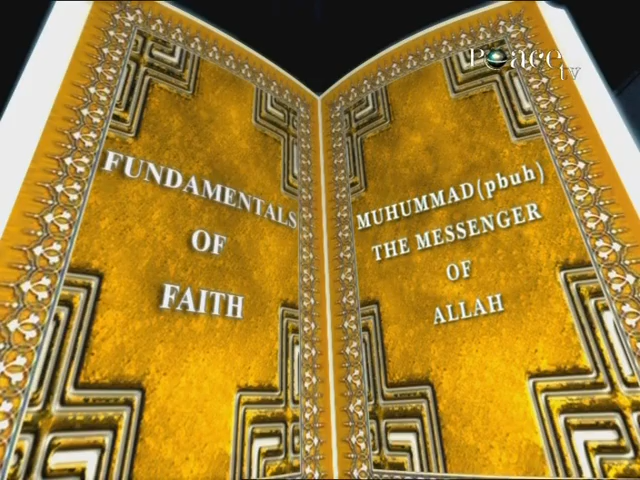 Peace
tv
FUNDAMENTALS
OF
FAITH
MUHUMMAD(pbuh)
THE MESSENGER
OF
ALLAH